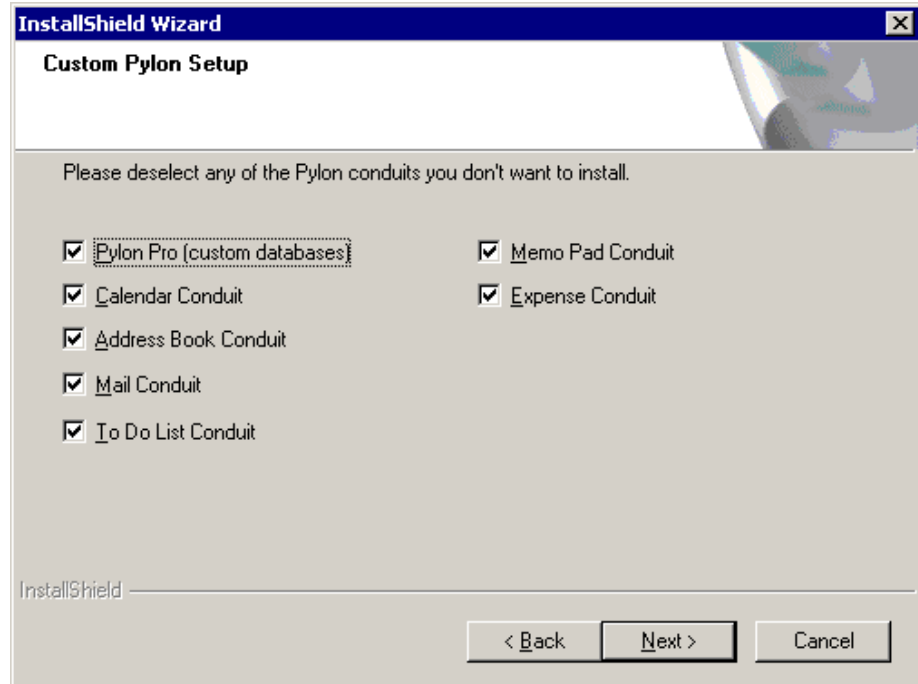 InstallShield Wizard
Custom Pylon Setup
Please deselect any of the Pylon conduits you don't want to install.
Pylon Pro (custom databases)
Calendar Conduit
Address Book Conduit
Mail Conduit
To Do List Conduit
Memo Pad Conduit
Expense Conduit
InstallShield
< Back
Next >
Cancel